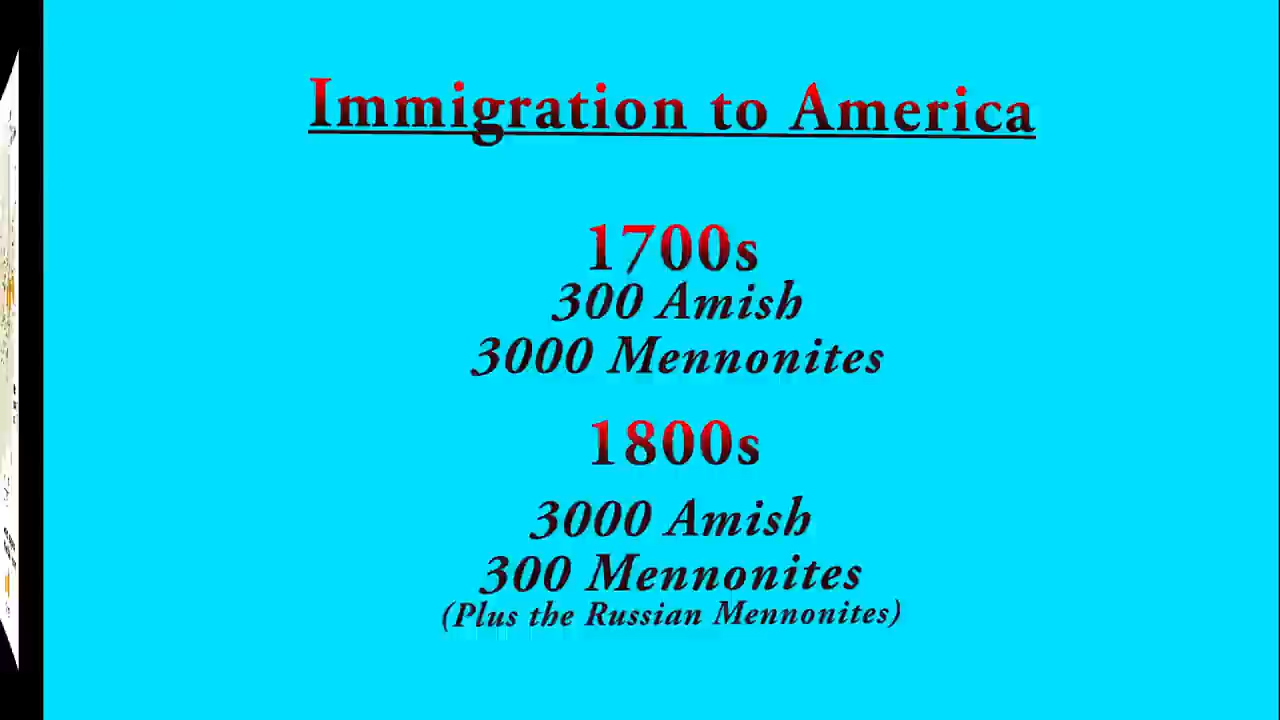 Immigration to America
1700s
300 Amish
3000 Mennonites
1800s
3000 Amish
300 Mennonites
(Plus the Russian Mennonites)